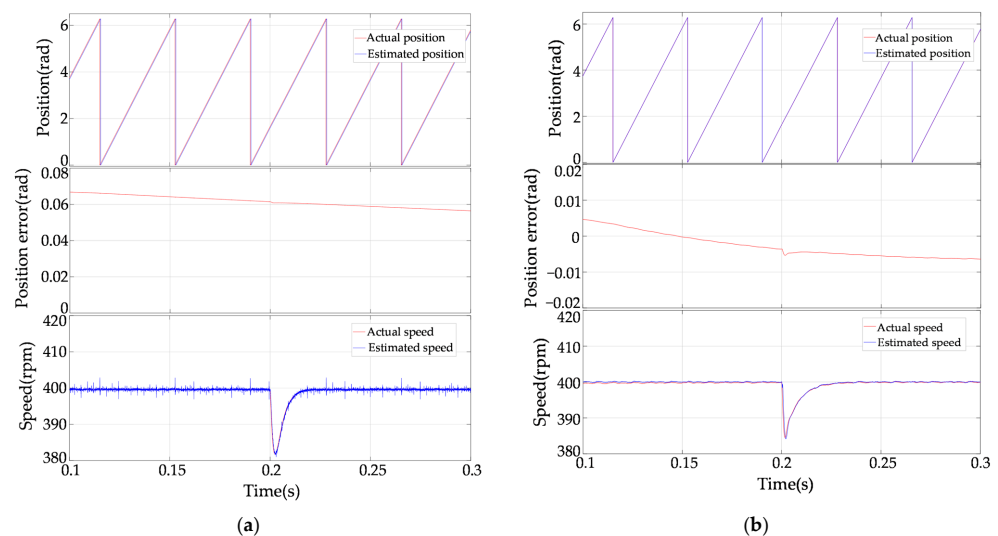 6
4
2
0
Position(rad)
Actual position
Estimated position
0.08
0.06
0.04
0.02
0
Position error(rad)
420
410
400
390
380
Speed(rpm)
Actual speed
Estimated speed
0.1 0.15 0.2 0.25 0.3
Time(s)
(a)
6
4
2
0
Position(rad)
Actual position
Estimated position
0.02
0.01
0
−0.01
−0.02
Position error(rad)
420
410
400
390
380
Speed(rpm)
Actual speed
Estimated speed
0.1 0.15 0.2 0.25 0.3
Time(s)
(b)